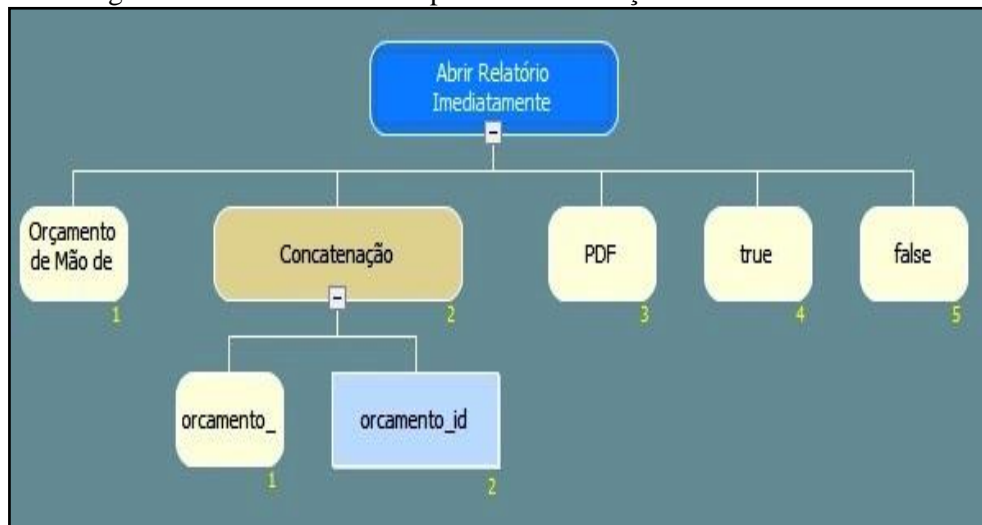 Abrir Relatório
Imediatamente
Orçamento
de Mão de
1
Concatenação
2
PDF
3
true
4
false
5
orcamento_
1
orcamento_id
2